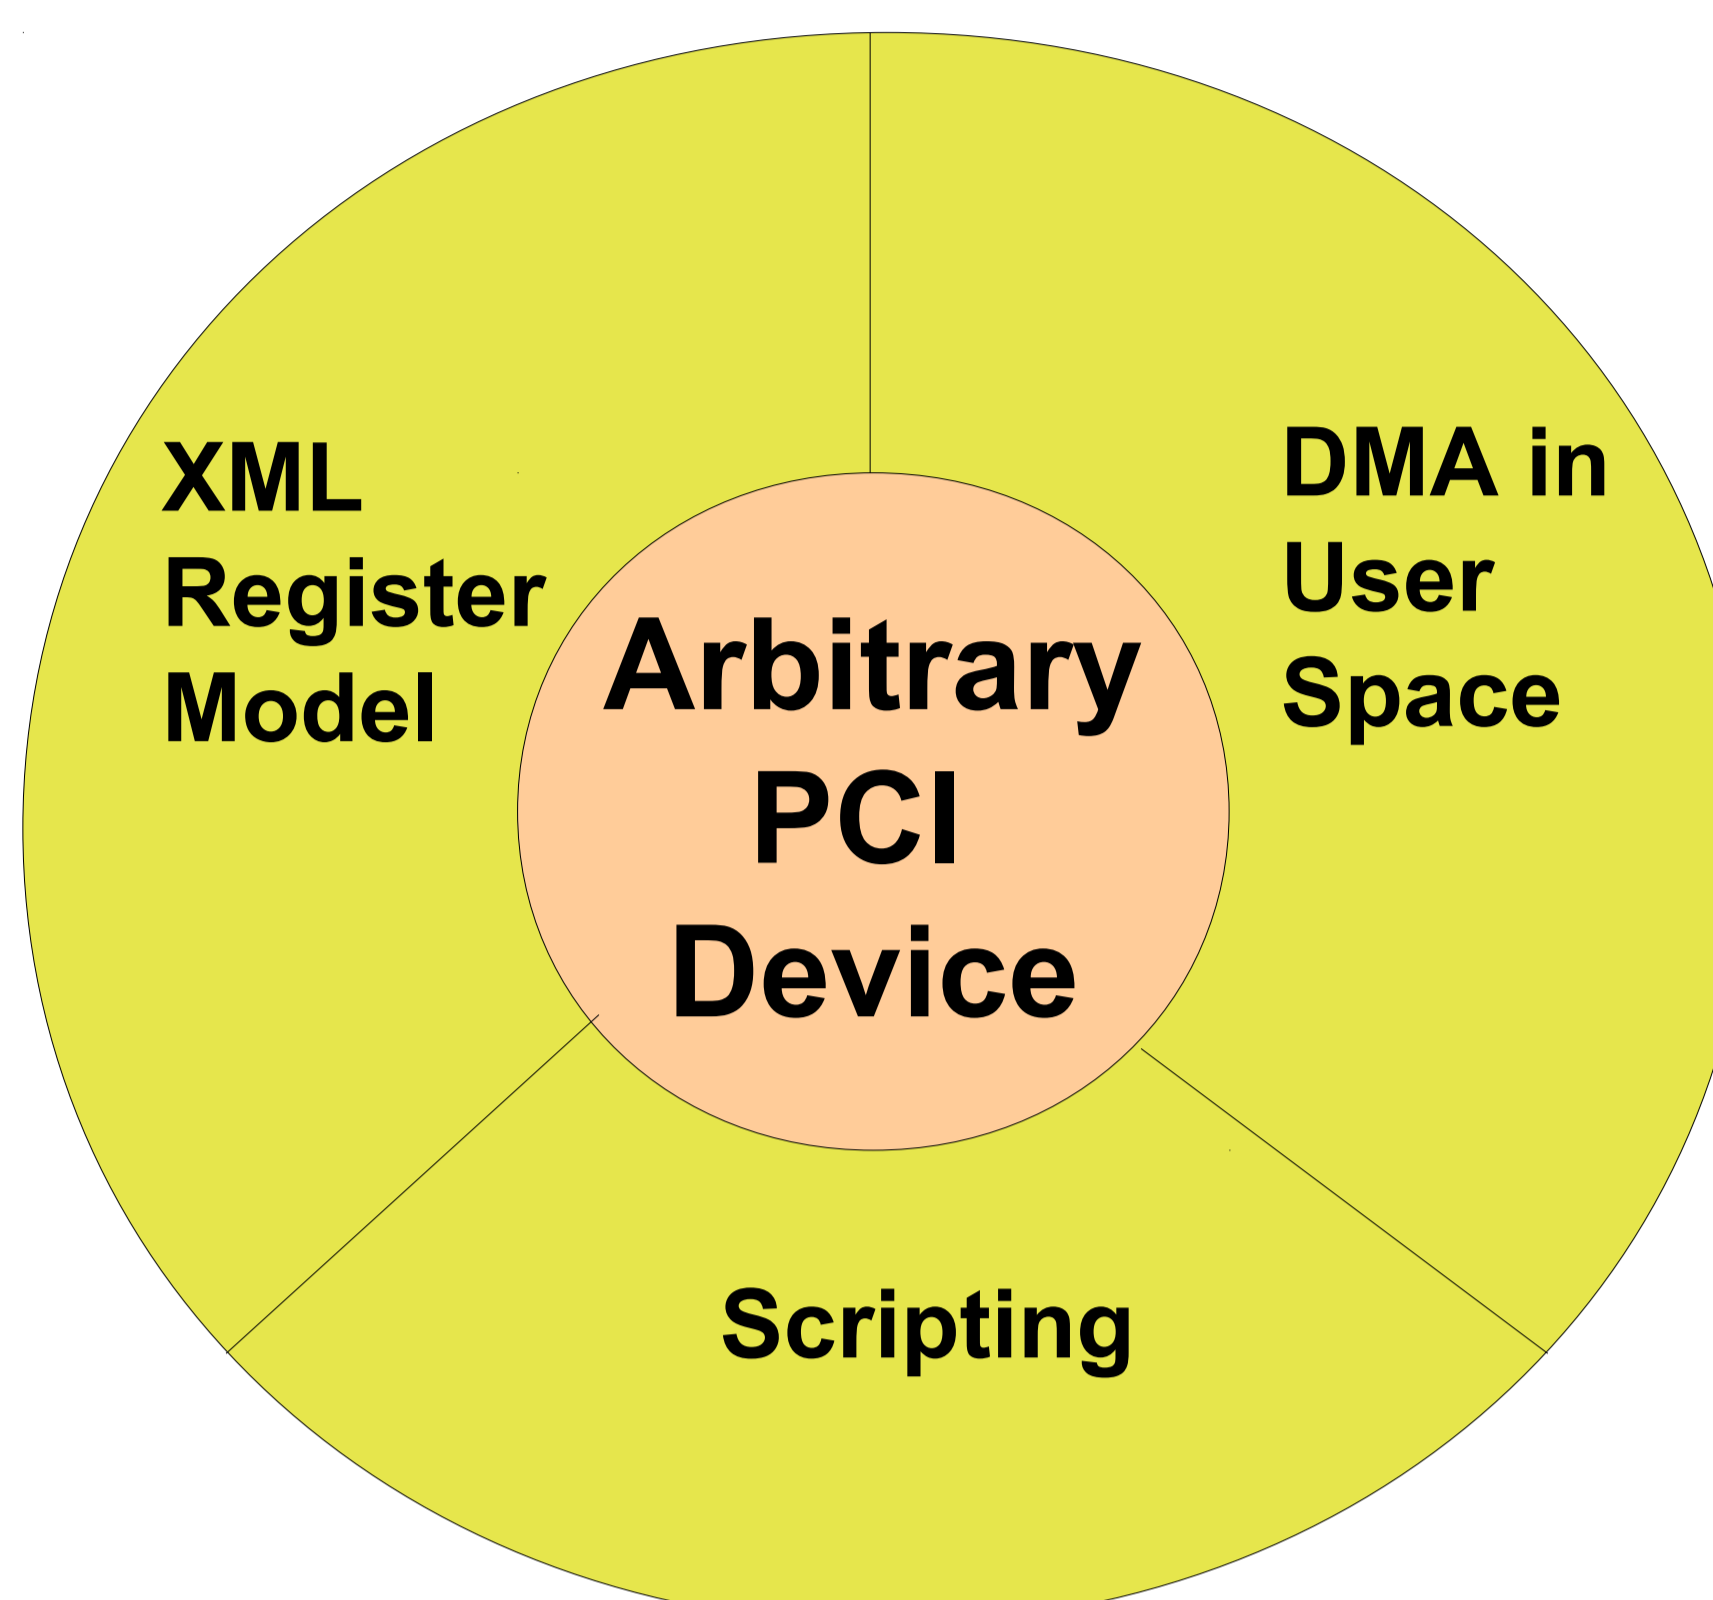 XML
Register
Model
DMA in
User
Space
Arbitrary
PCI
Device
Scripting